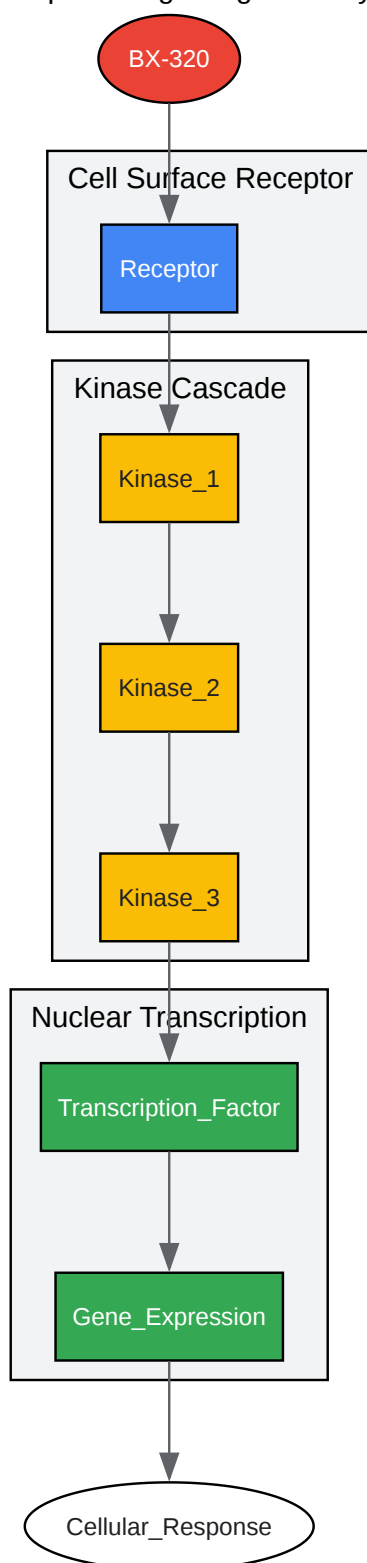 BX-320
Cell Surface Receptor
Receptor
Kinase Cascade
Kinase_1
Kinase_2
Kinase_3
Nuclear Transcription
Transcription_Factor
Gene_Expression
Cellular_Response